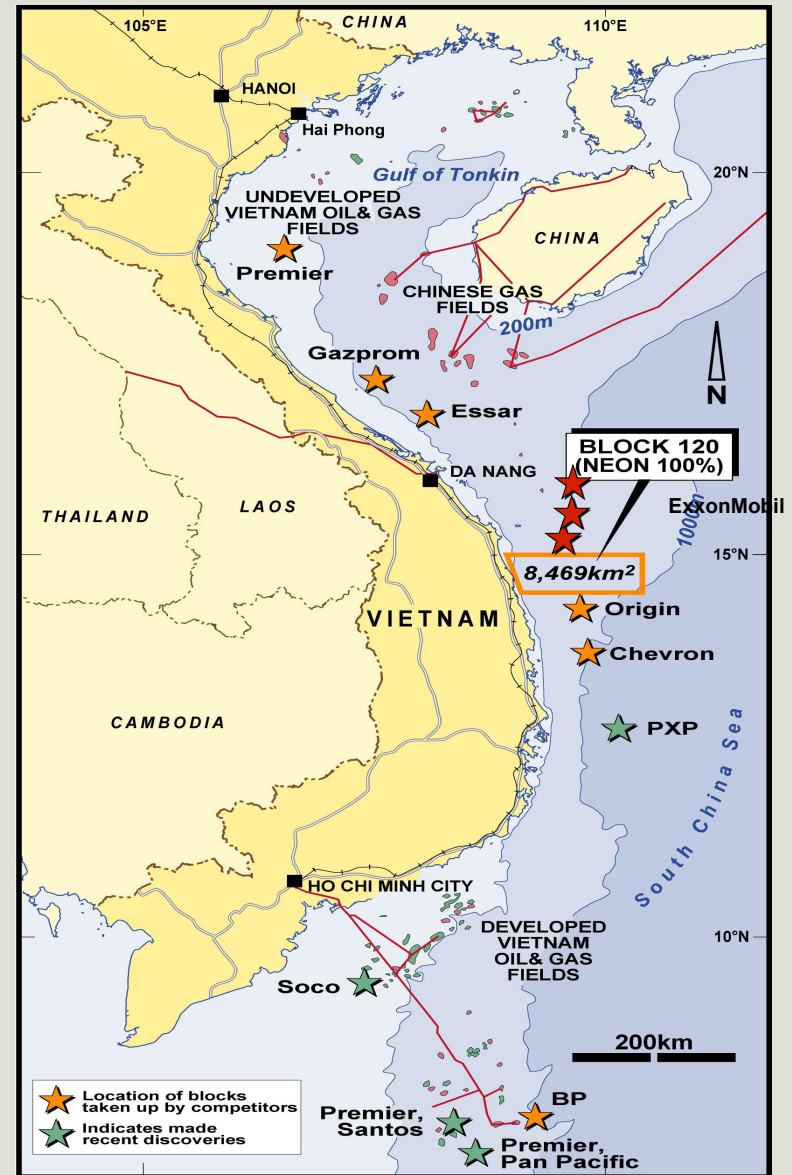 105°E
CHINA
110°E
HANOI
Hai Phong
20°N
Gulf of Tonkin
UNDEVELOPED
VIETNAM OIL& GAS
FIELDS
CHINA
Premier
CHINESE GAS
FIELDS
200m
Gazprom
N
Essar
BLOCK 120
(NEON 100%)
DA NANG
ExxonMobil
1000m
THAILAND
LAOS
15°N
8,469km²
Origin
VIETNAM
Chevron
CAMBODIA
PXP
South China Sea
HO CHI MINH CITY
DEVELOPED
VIETNAM
OIL& GAS
FIELDS
10°N
Soco
200km
Location of blocks
taken up by competitors
Indicates made
recent discoveries
BP
Premier,
Santos
Premier,
Pan Pacific